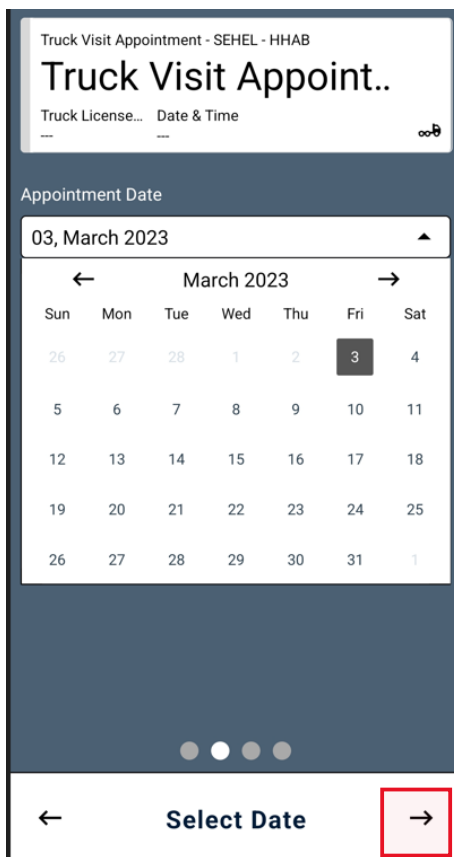 Truck Visit Appointment - SEHEL - HHAB
Truck Visit Appoint..
Truck License... Date & Time
--- ---
Appointment Date
03, March 2023
← March 2023 →
Sun Mon Tue Wed Thu Fri Sat
26 27 28 1 2 3 4
5 6 7 8 9 10 11
12 13 14 15 16 17 18
19 20 21 22 23 24 25
26 27 28 29 30 31 1
← Select Date →